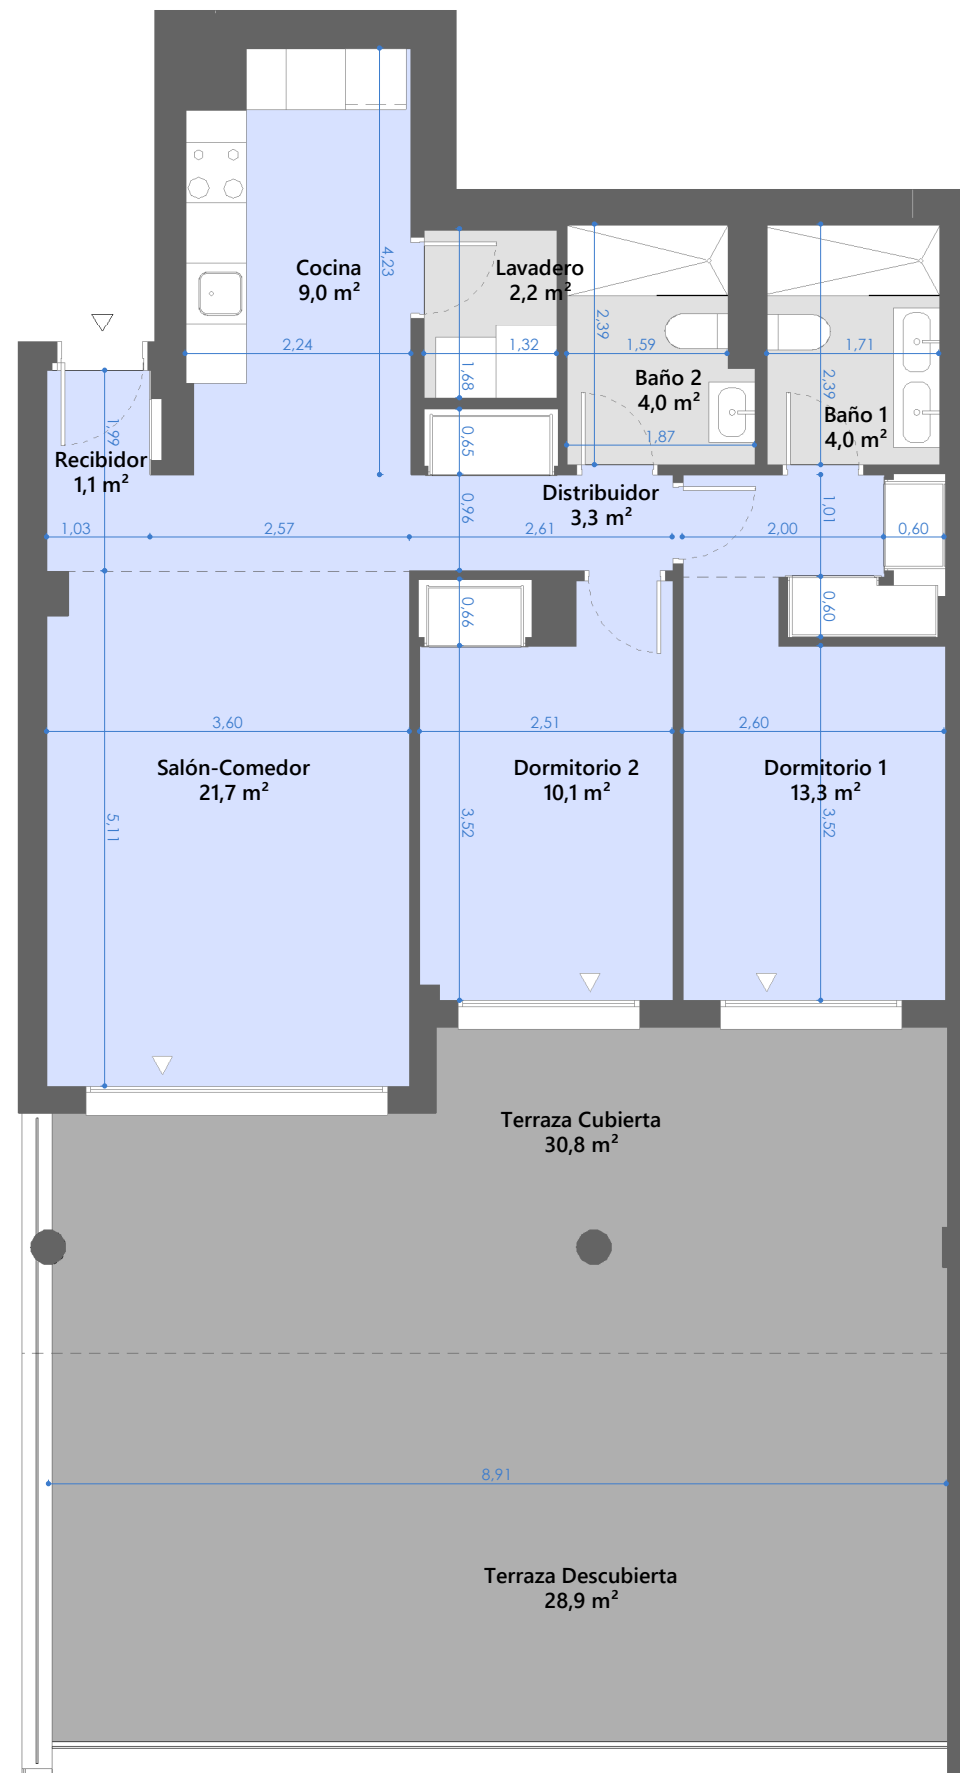 4,23
Cocina
9,0 m²
Lavadero
2,2 m²
2,39
2,24
1,32
1,59
1,71
1,68
2,39
Baño 2
4,0 m²
Baño 1
4,0 m²
1,99
0,65
1,87
Recibidor
1,1 m²
Distribuidor
3,3 m²
0,96
1,01
1,03
2,57
2,61
2,00
0,60
0,66
0,60
3,60
2,51
2,60
Salón-Comedor
21,7 m²
Dormitorio 2
10,1 m²
Dormitorio 1
13,3 m²
5,11
3,52
3,52
Terraza Cubierta
30,8 m²
8,91
Terraza Descubierta
28,9 m²